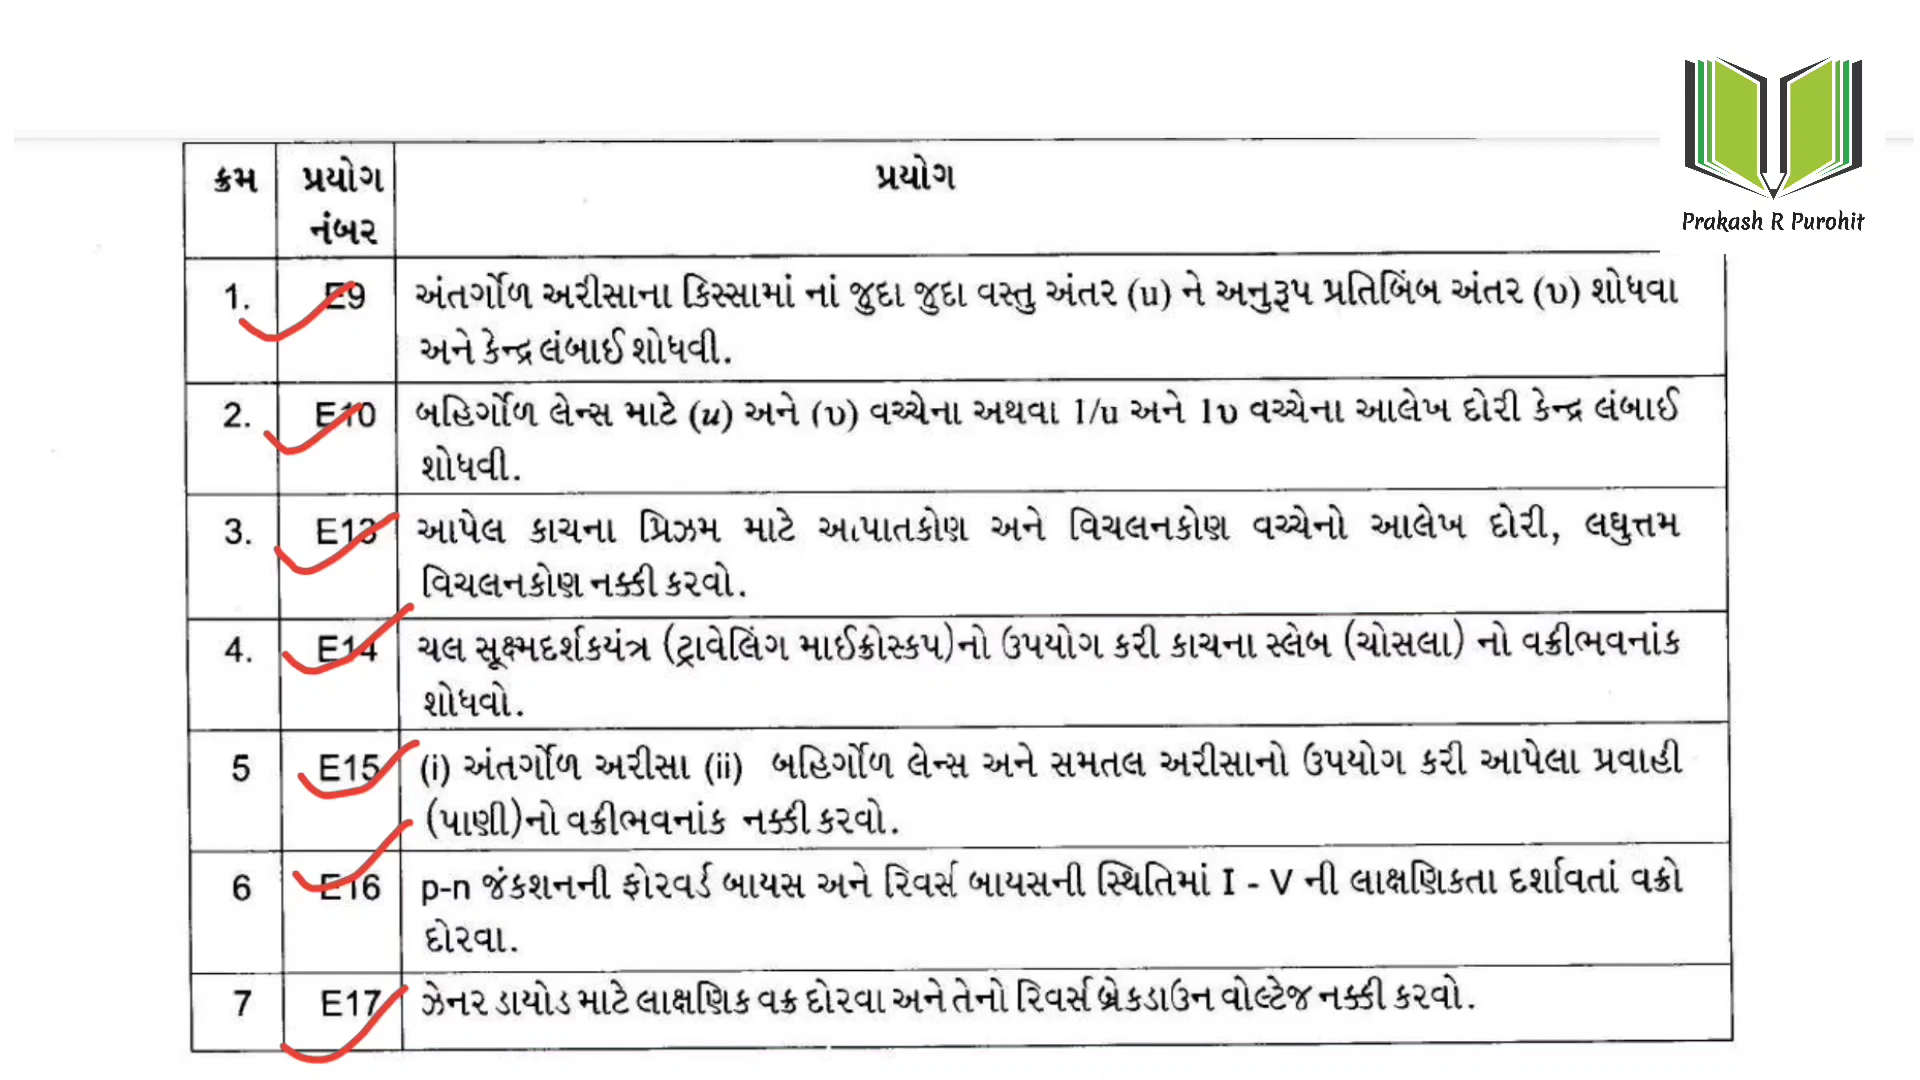 Prakash R Purohit
ક્રમ પ્રયોગ નંબર પ્રયોગ
1. E9 અંતર્ગોળ અરીસાના કિસ્સામાં નાં જુદા જુદા વસ્તુ અંતર (u) ને અનુરૂપ પ્રતિબિંબ અંતર (υ) શોધવા
અને કેન્દ્ર લંબાઈ શોધવી.
2. E10 બહિર્ગોળ લેન્સ માટે (u) અને (υ) વચ્ચેના અથવા 1/u અને 1υ વચ્ચેના આલેખ દોરી કેન્દ્ર લંબાઈ
શોધવી.
3. E13 આપેલ કાચના પ્રિઝમ માટે આપાતકોણ અને વિચલનકોણ વચ્ચેનો આલેખ દોરી, લઘુત્તમ
વિચલનકોણ નક્કી કરવો.
4. E14 ચલ સૂક્ષ્મદર્શકયંત્ર (ટ્રાવેલિંગ માઈક્રોસ્કપ)નો ઉપયોગ કરી કાચના સ્લેબ (ચોસલા) નો વક્રીભવનાંક
શોધવો.
5 E15 (i) અંતર્ગોળ અરીસા (ii) બહિર્ગોળ લેન્સ અને સમતલ અરીસાનો ઉપયોગ કરી આપેલા પ્રવાહી
(પાણી)નો વક્રીભવનાંક નક્કી કરવો.
6 E16 p-n જંકશનની ફોરવર્ડ બાયસ અને રિવર્સ બાયસની સ્થિતિમાં I - V ની લાક્ષણિકતા દર્શાવતાં વક્રો
દોરવા.
7 E17 ઝેનર ડાયોડ માટે લાક્ષણિક વક્ર દોરવા અને તેનો રિવર્સ બ્રેકડાઉન વોલ્ટેજ નક્કી કરવો.